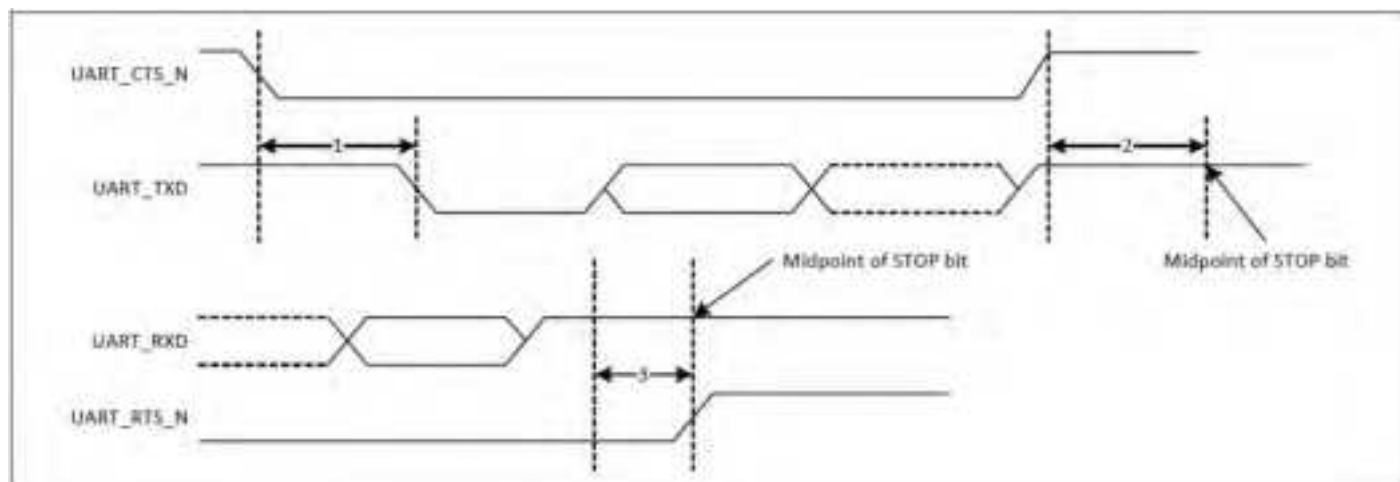 UART_CTS_N
1
2
UART_TXD
Midpoint of STOP bit
Midpoint of STOP bit
UART_RXD
3
UART_RTS_N